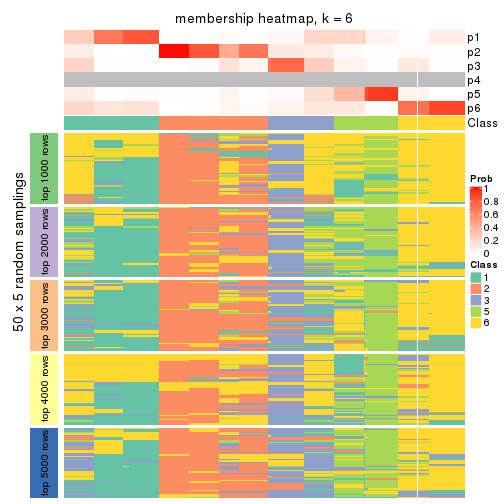 membership heatmap, k = 6
p1
p2
p3
p4
p5
p6
Class
50 x 5 random samplings
top 1000 rows
top 2000 rows
top 3000 rows
top 4000 rows
top 5000 rows
Prob
1
0.8
0.6
0.4
0.2
0
Class
1
2
3
5
6